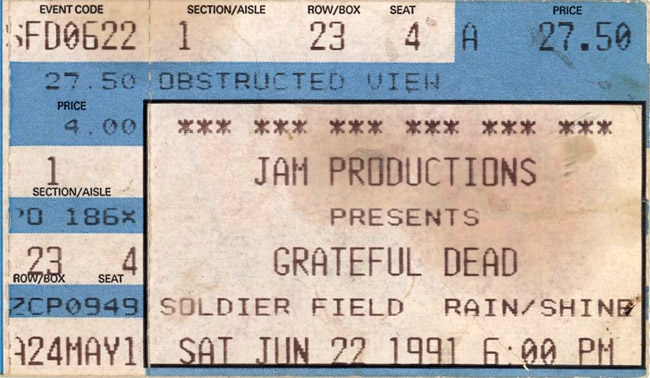 EVENT CODE SECTION/AISLE ROW/BOX SEAT PRICE
SFD0622 1 23 4 A 27.50
27.50 OBSTRUCTED VIEW
PRICE
4.00
1
SECTION/AISLE
PO 186X
23 4
ROW/BOX SEAT
ZCP0949
A24MAY1
*** *** *** *** *** ***
JAM PRODUCTIONS
PRESENTS
GRATEFUL DEAD
SOLDIER FIELD RAIN/SHINE
SAT JUN 22 1991 6:00 PM